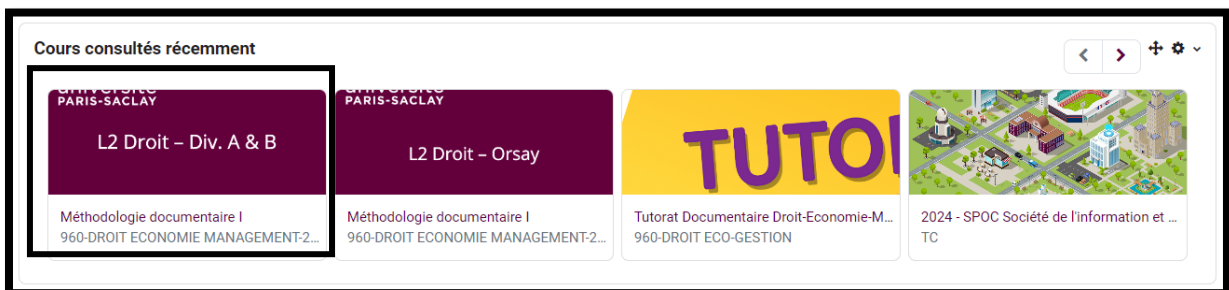 Cours consultés récemment
université
PARIS-SACLAY
L2 Droit – Div. A & B
Méthodologie documentaire I
960-DROIT ECONOMIE MANAGEMENT-2...
université
PARIS-SACLAY
L2 Droit – Orsay
Méthodologie documentaire I
960-DROIT ECONOMIE MANAGEMENT-2...
TUTO
Tutorat Documentaire Droit-Economie-M...
960-DROIT ECO-GESTION
2024 - SPOC Société de l'information et ...
TC